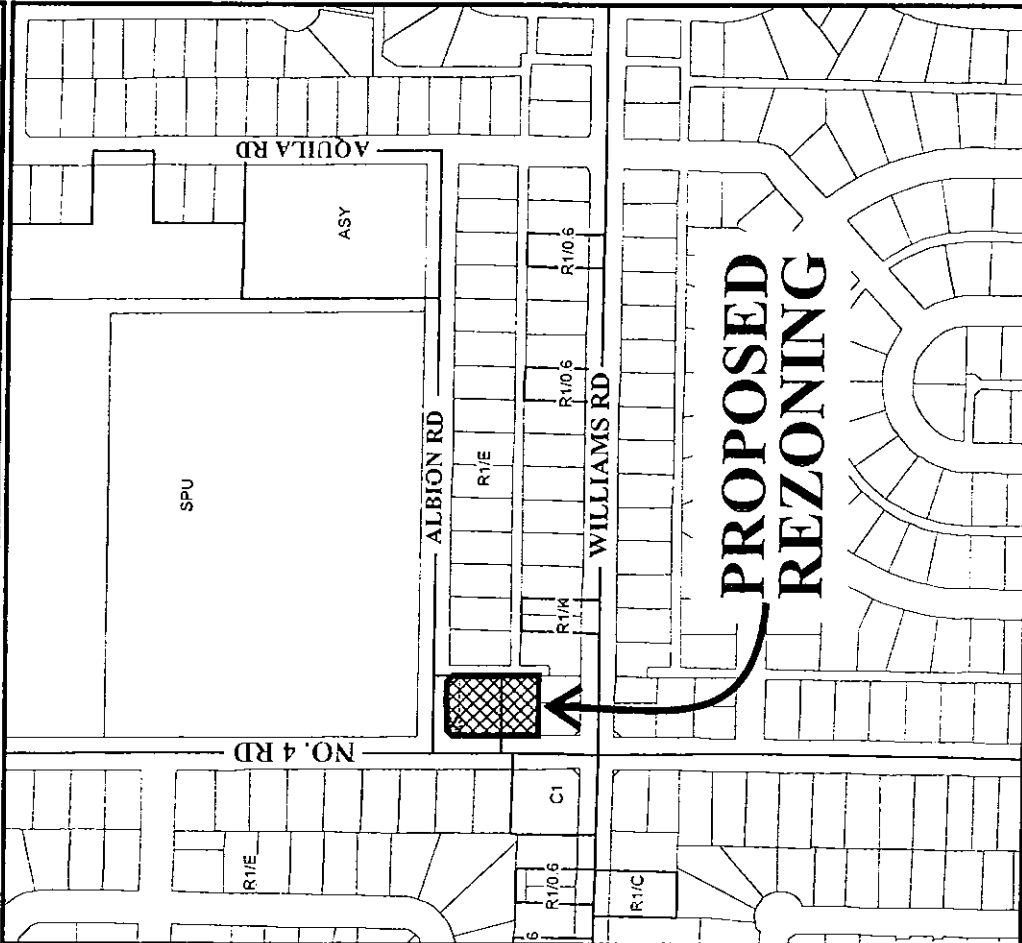 AQUILA RD
ASY
R1/0.6
SPU
ALBION RD
R1/E
R1/0.6
WILLIAMS RD
PROPOSED
REZONING
R1/K
NO. 4 RD
C1
R1/E
R1/0.6
R1/C
6